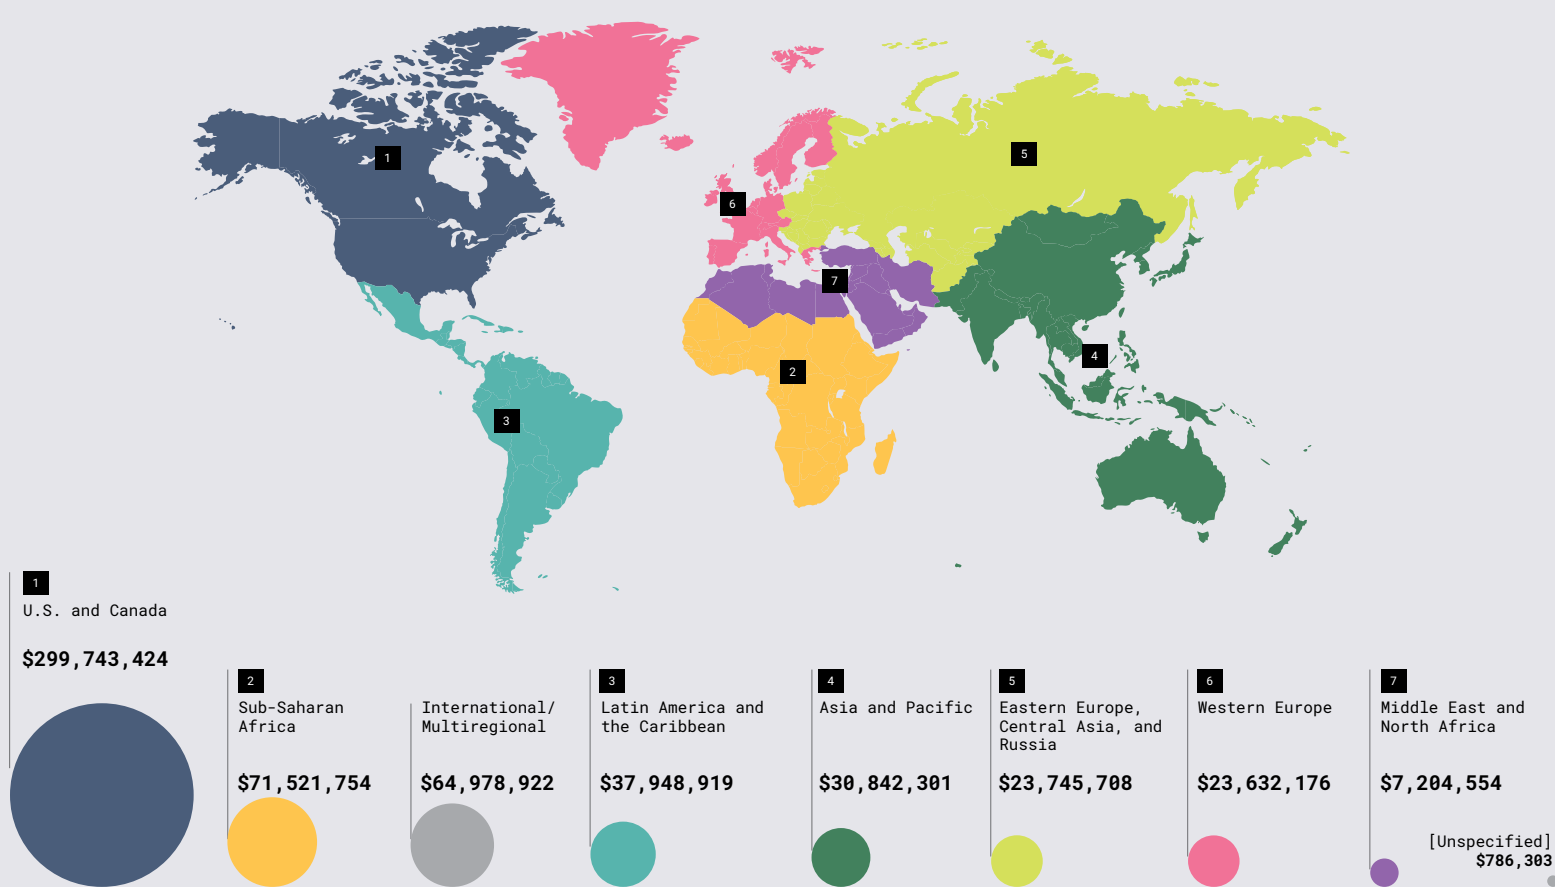 1
5
6
7
4
2
3
1
U.S. and Canada
$299,743,424
2
Sub-Saharan
Africa
$71,521,754
International/
Multiregional
$64,978,922
3
Latin America and
the Caribbean
$37,948,919
4
Asia and Pacific
$30,842,301
5
Eastern Europe,
Central Asia, and
Russia
$23,745,708
6
Western Europe
$23,632,176
7
Middle East and
North Africa
$7,204,554
[Unspecified]
$786,303